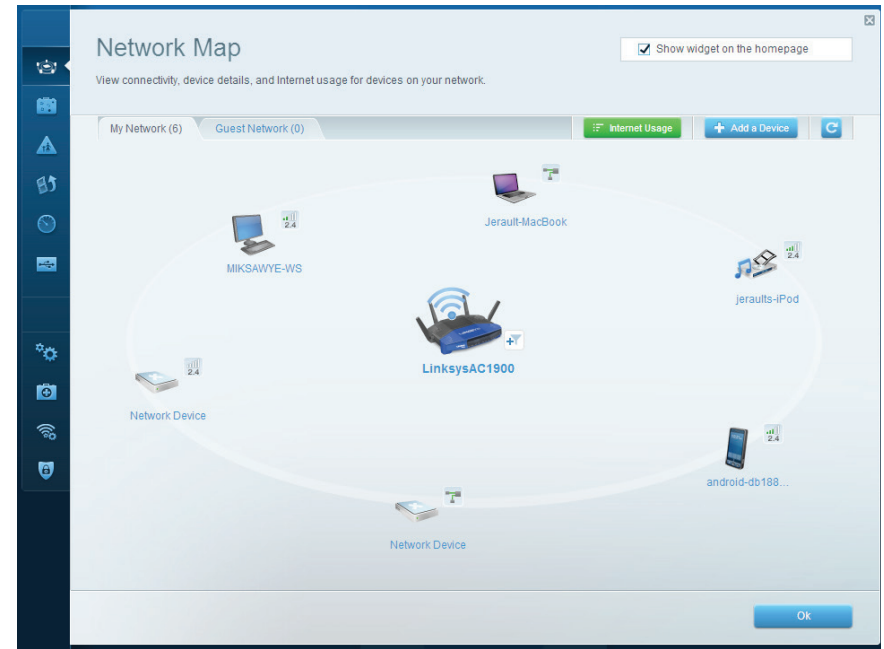 Network Map
Show widget on the homepage
View connectivity, device details, and Internet usage for devices on your network.
My Network (6)
Guest Network (0)
Internet Usage
Add a Device
Jerault-MacBook
2.4
MIKSAWYE-WS
2.4
jeraults-iPod
LinksysAC1900
2.4
Network Device
2.4
android-db188...
Network Device
Ok